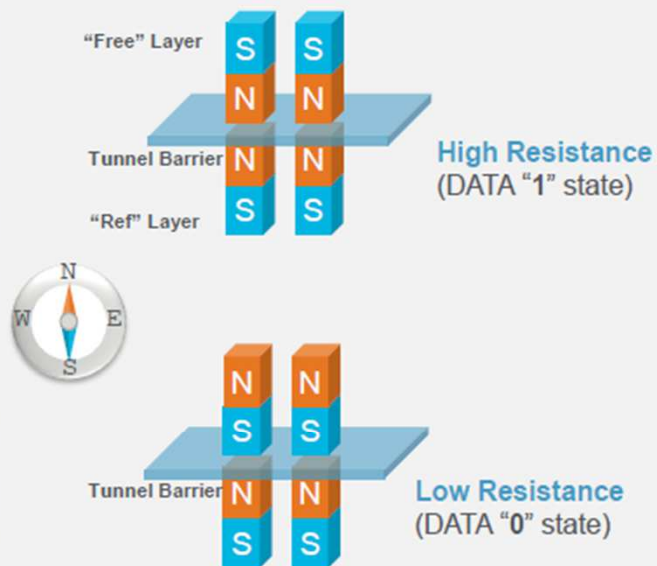 “Free” Layer
S S
N N
Tunnel Barrier
N N
High Resistance
(DATA “1” state)
“Ref” Layer
S S
N
W E
S
N N
S S
Tunnel Barrier
N N
Low Resistance
(DATA “0” state)
S S